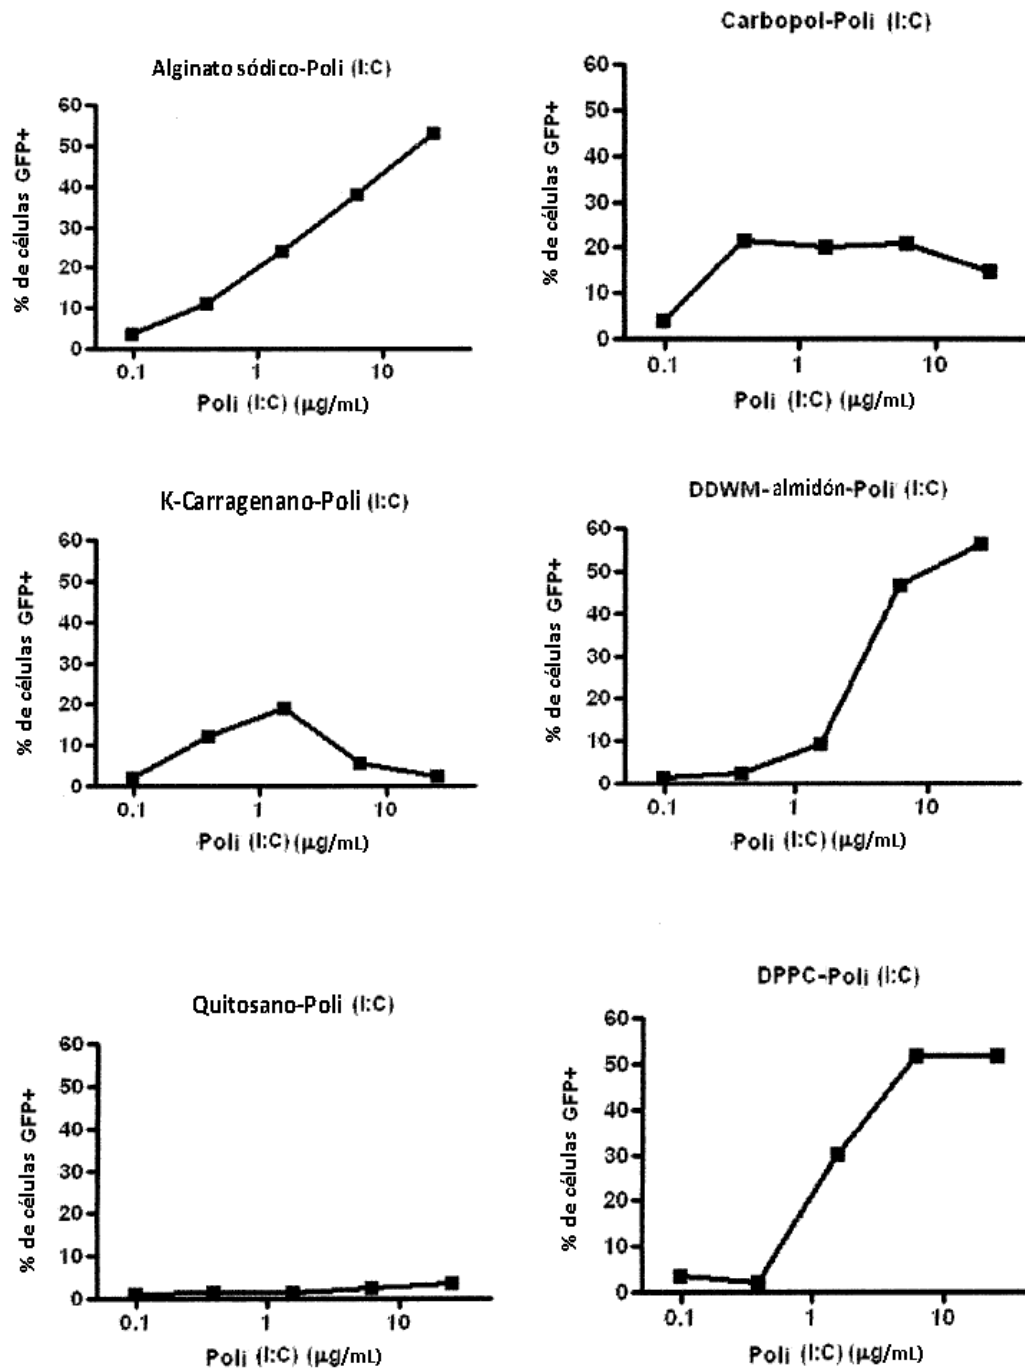 Alginato sódico-Poli (I:C)
% de células GFP+
60
50
40
30
20
10
0
0.1 1 10
Poli (I:C) (µg/mL)
Carbopol-Poli (I:C)
% de células GFP+
60
50
40
30
20
10
0
0.1 1 10
Poli (I:C) (µg/mL)
K-Carragenano-Poli (I:C)
% de células GFP+
60
50
40
30
20
10
0
0.1 1 10
Poli (I:C) (µg/mL)
DDWM-almidón-Poli (I:C)
% de células GFP+
60
50
40
30
20
10
0
0.1 1 10
Poli (I:C) (µg/mL)
Quitosano-Poli (I:C)
% de células GFP+
60
50
40
30
20
10
0
0.1 1 10
Poli (I:C) (µg/mL)
DPPC-Poli (I:C)
% de células GFP+
60
50
40
30
20
10
0
0.1 1 10
Poli (I:C) (µg/mL)